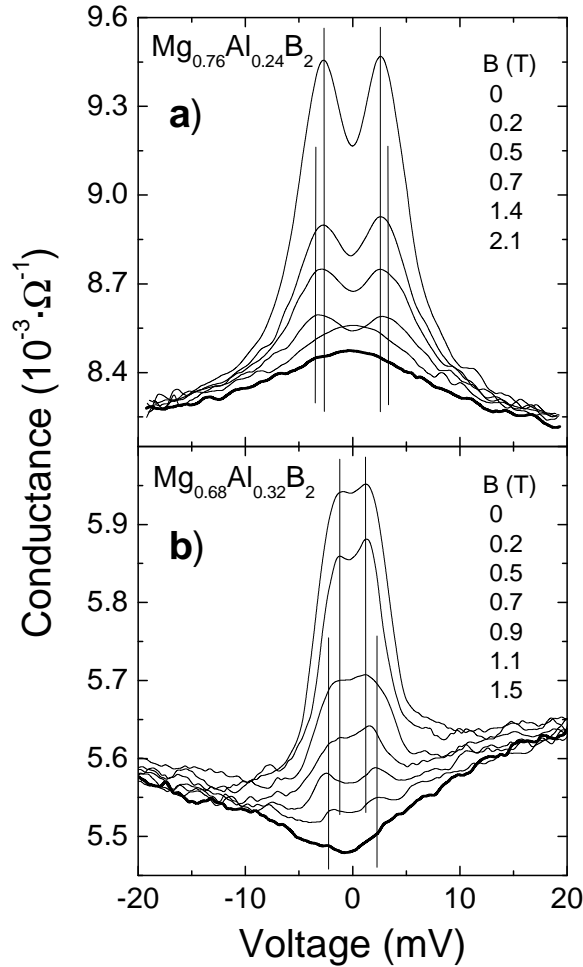 Mg0.76Al0.24B2
a)
B (T)
0
0.2
0.5
0.7
1.4
2.1
9.6
9.3
9.0
8.7
8.4
Conductance (10-3·Ω-1)
Mg0.68Al0.32B2
b)
B (T)
0
0.2
0.5
0.7
0.9
1.1
1.5
5.9
5.8
5.7
5.6
5.5
-20 -10 0 10 20
Voltage (mV)